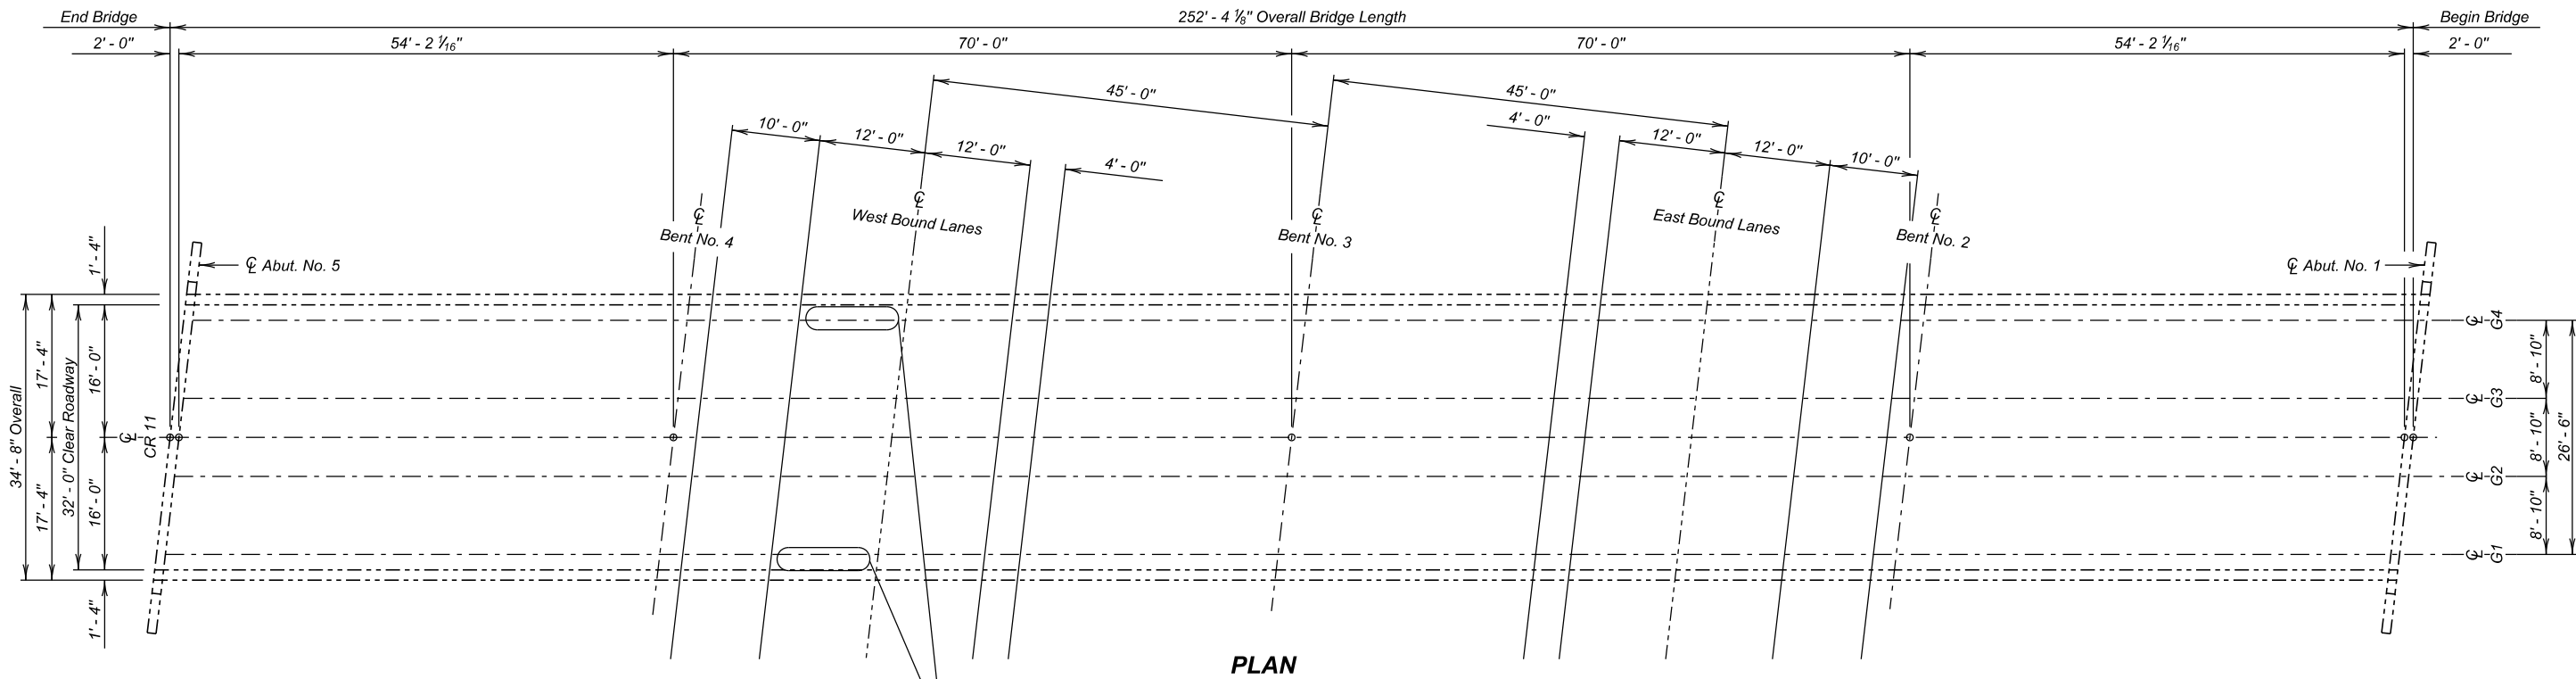 End Bridge
252' - 4 1/8" Overall Bridge Length
Begin Bridge
2' - 0"
54' - 2 1/16"
70' - 0"
70' - 0"
54' - 2 1/16"
2' - 0"
45' - 0"
45' - 0"
10' - 0"
12' - 0"
12' - 0"
4' - 0"
4' - 0"
12' - 0"
12' - 0"
10' - 0"
℄
Bent No. 4
℄
West Bound Lanes
℄
Bent No. 3
℄
East Bound Lanes
℄
Bent No. 2
℄ Abut. No. 5
℄ Abut. No. 1
1' - 4"
34' - 8" Overall
17' - 4"
17' - 4"
32' - 0" Clear Roadway
16' - 0"
16' - 0"
1' - 4"
℄
CR 11
℄
G4
℄
G3
℄
G2
℄
G1
8' - 10"
8' - 10"
8' - 10"
26' - 6"
PLAN